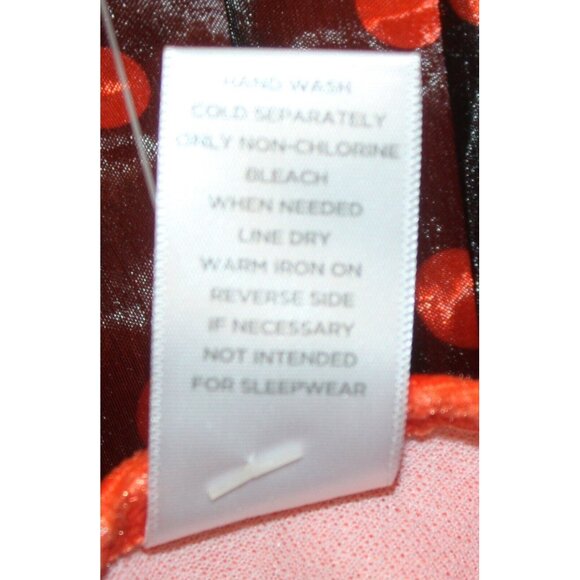 HAND WASH
COLD SEPARATELY
ONLY NON-CHLORINE
BLEACH
WHEN NEEDED
LINE DRY
WARM IRON ON
REVERSE SIDE
IF NECESSARY
NOT INTENDED
FOR SLEEPWEAR